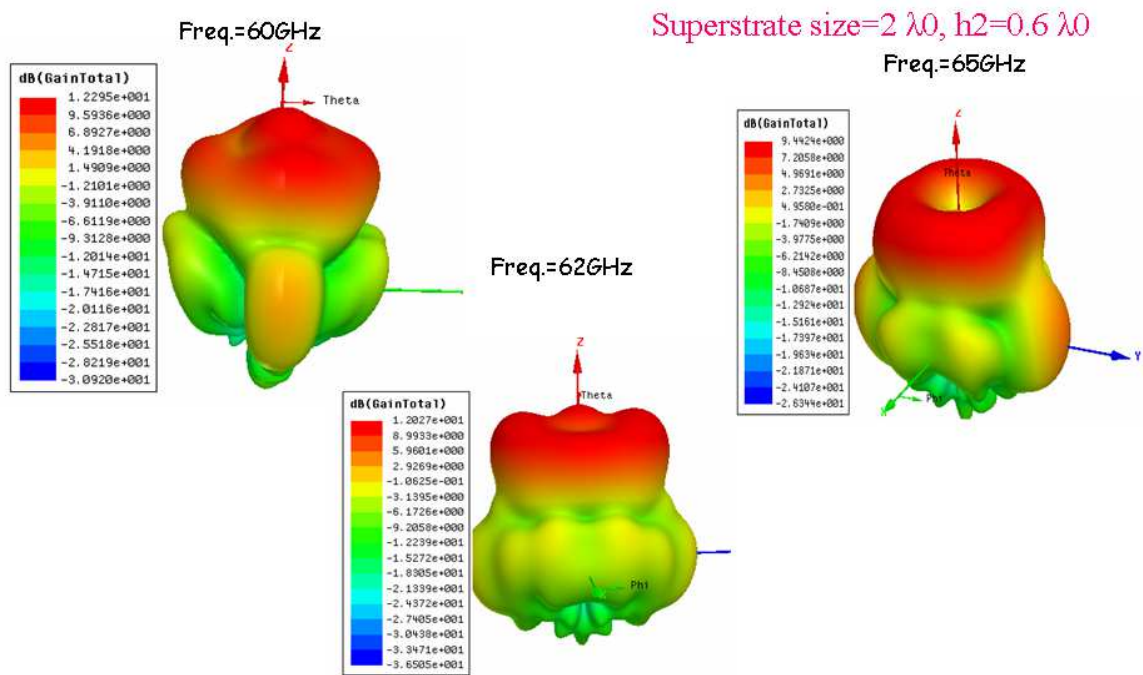 Superstrate size=2 λ0, h2=0.6 λ0
Freq.=60GHz
dB(GainTotal)
1.2295e+001
9.5936e+000
6.8927e+000
4.1918e+000
1.4909e+000
-1.2101e+000
-3.9110e+000
-6.6119e+000
-9.3128e+000
-1.2014e+001
-1.4715e+001
-1.7416e+001
-2.0116e+001
-2.2817e+001
-2.5518e+001
-2.8219e+001
-3.0920e+001
Z
Theta
Freq.=65GHz
dB(GainTotal)
9.4424e+000
7.2058e+000
4.9691e+000
2.7325e+000
4.9580e-001
-1.7409e+000
-3.9775e+000
-6.2142e+000
-8.4508e+000
-1.0687e+001
-1.2924e+001
-1.5161e+001
-1.7397e+001
-1.9634e+001
-2.1871e+001
-2.4107e+001
-2.6344e+001
Z
Theta
Y
X
Phi
Freq.=62GHz
dB(GainTotal)
1.2027e+001
8.9933e+000
5.9601e+000
2.9269e+000
-1.0625e-001
-3.1395e+000
-6.1726e+000
-9.2058e+000
-1.2239e+001
-1.5272e+001
-1.8305e+001
-2.1339e+001
-2.4372e+001
-2.7405e+001
-3.0438e+001
-3.3471e+001
-3.6505e+001
Z
Theta
Phi
X